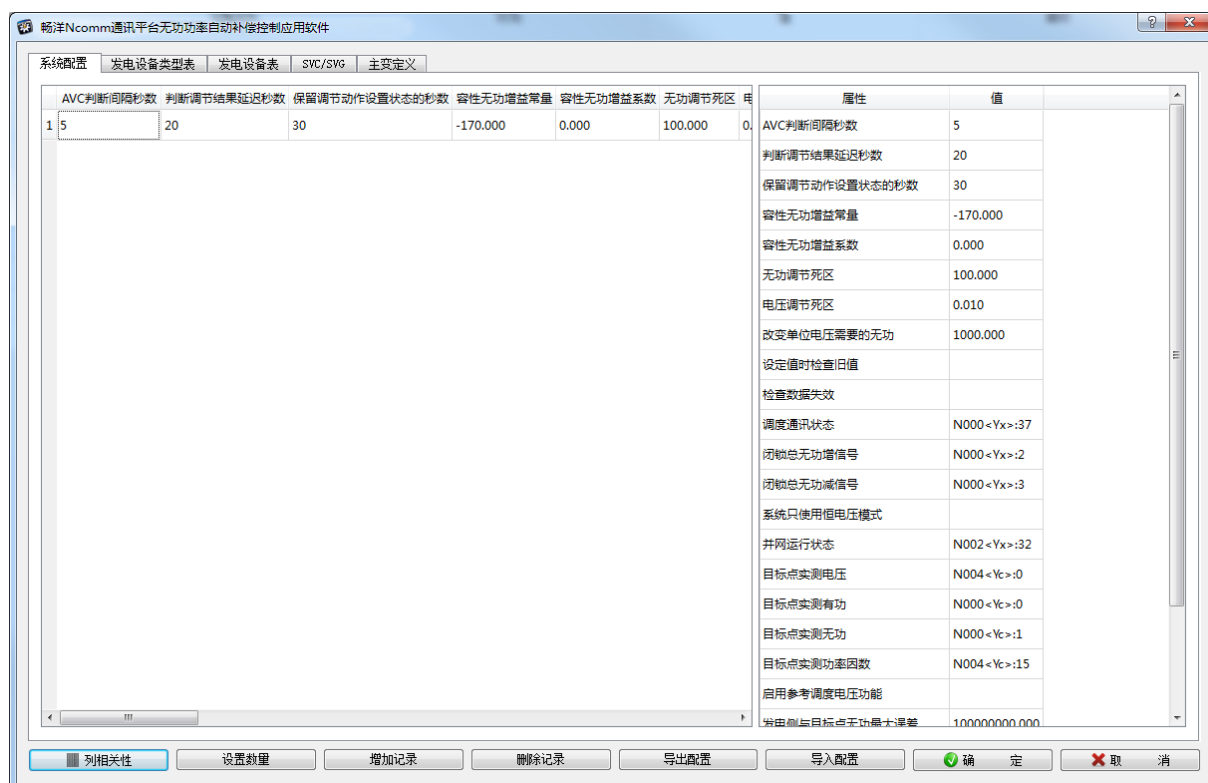 畅洋Ncomm通讯平台无功功率自动补偿控制应用软件
系统配置 发电设备类型表 发电设备表 SVC/SVG 主变定义
AVC判断间隔秒数 判断调节结果延迟秒数 保留调节动作设置状态的秒数 容性无功增益常量 容性无功增益系数 无功调节死区
1 5 20 30 -170.000 0.000 100.000 0.
属性 值
AVC判断间隔秒数 5
判断调节结果延迟秒数 20
保留调节动作设置状态的秒数 30
容性无功增益常量 -170.000
容性无功增益系数 0.000
无功调节死区 100.000
电压调节死区 0.010
改变单位电压需要的无功 1000.000
设定值时检查旧值
检查数据失效
调度通讯状态 N000<Yx>:37
闭锁总无功增信号 N000<Yx>:2
闭锁总无功减信号 N000<Yx>:3
系统只使用恒电压模式
并网运行状态 N002<Yx>:32
目标点实测电压 N004<Yc>:0
目标点实测有功 N000<Yc>:0
目标点实测无功 N000<Yc>:1
目标点实测功率因数 N004<Yc>:15
启用参考调度电压功能
发电侧与目标点无功最大误差 100000000.000
列相关性 设置数量 增加记录 删除记录 导出配置 导入配置 确 定 取 消